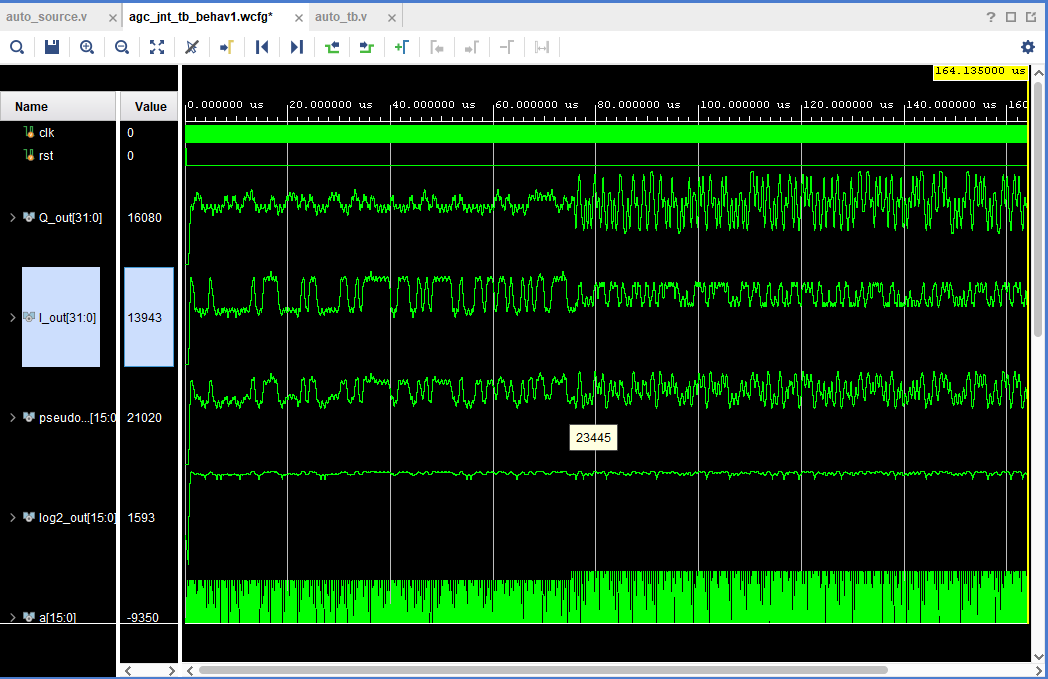 auto_source.v × agc_jnt_tb_behav1.wcfg* × auto_tb.v ×
?
164.135000 us
Name Value
0.000000 us 20.000000 us 40.000000 us 60.000000 us 80.000000 us 100.000000 us 120.000000 us 140.000000 us 160
clk 0
rst 0
Q_out[31:0] 16080
I_out[31:0] 13943
pseudo...[15:0 21020
23445
log2_out[15:0] 1593
a[15:0] -9350